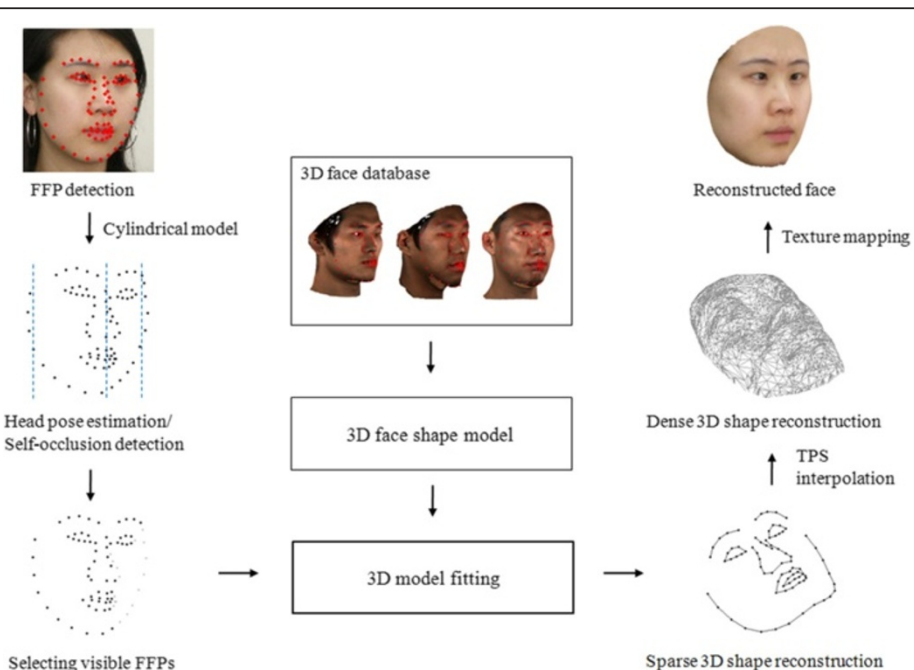 FFP detection
Cylindrical model
Head pose estimation/
Self-occlusion detection
Selecting visible FFPs
3D face database
3D face shape model
3D model fitting
Reconstructed face
Texture mapping
Dense 3D shape reconstruction
TPS
interpolation
Sparse 3D shape reconstruction